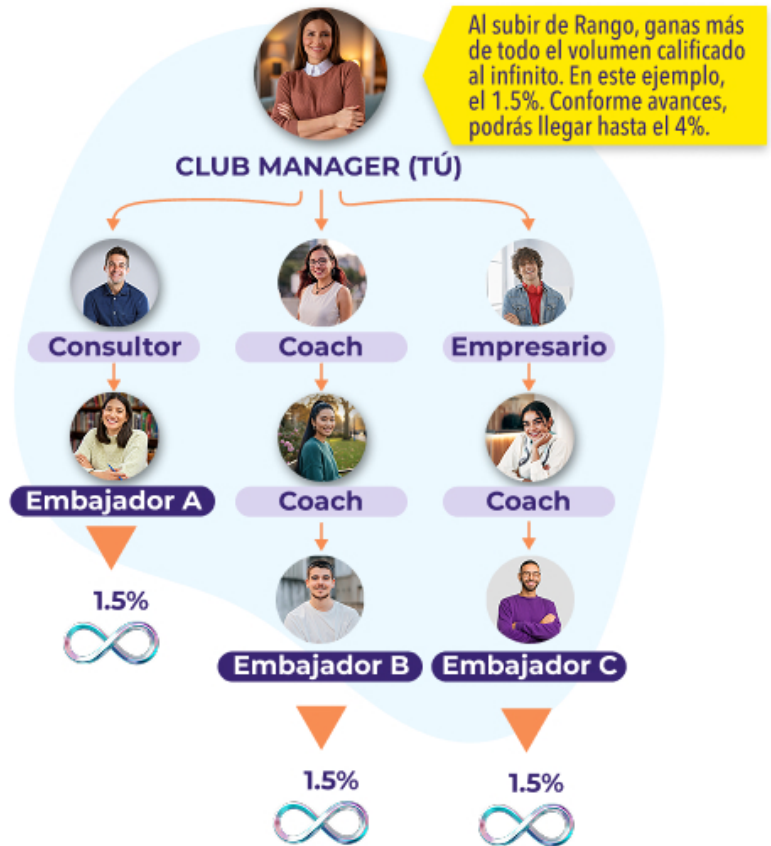 Al subir de Rango, ganas más
de todo el volumen calificado
al infinito. En este ejemplo,
el 1.5%. Conforme avances,
podrás llegar hasta el 4%.
CLUB MANAGER (TÚ)
Consultor
Coach
Empresario
Embajador A
Coach
Coach
1.5%
Embajador B
Embajador C
1.5%
1.5%